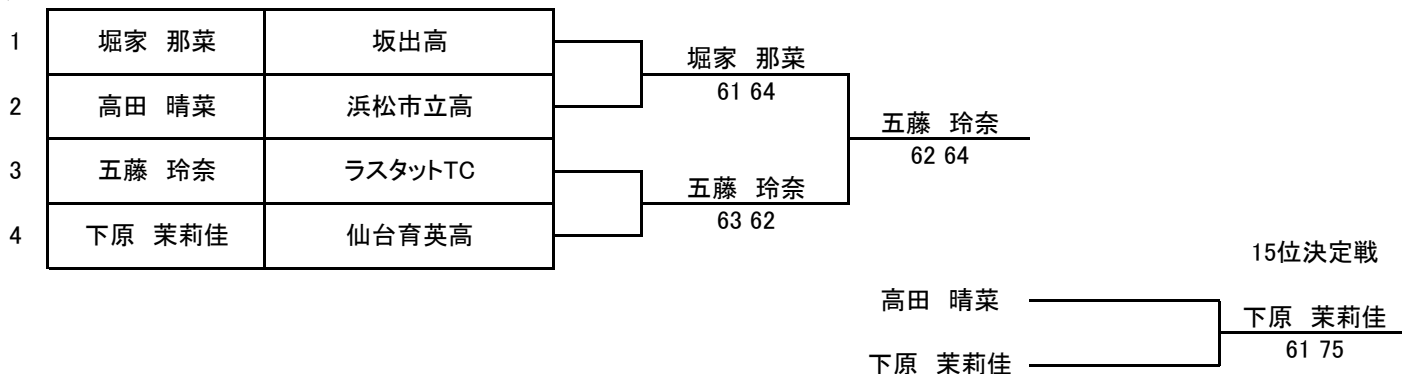 1 堀家 那菜 坂出高
堀家 那菜
61 64
2 高田 晴菜 浜松市立高
五藤 玲奈
62 64
3 五藤 玲奈 ラスタットTC
五藤 玲奈
63 62
4 下原 茉莉佳 仙台育英高
15位決定戦
高田 晴菜
下原 茉莉佳
61 75
下原 茉莉佳